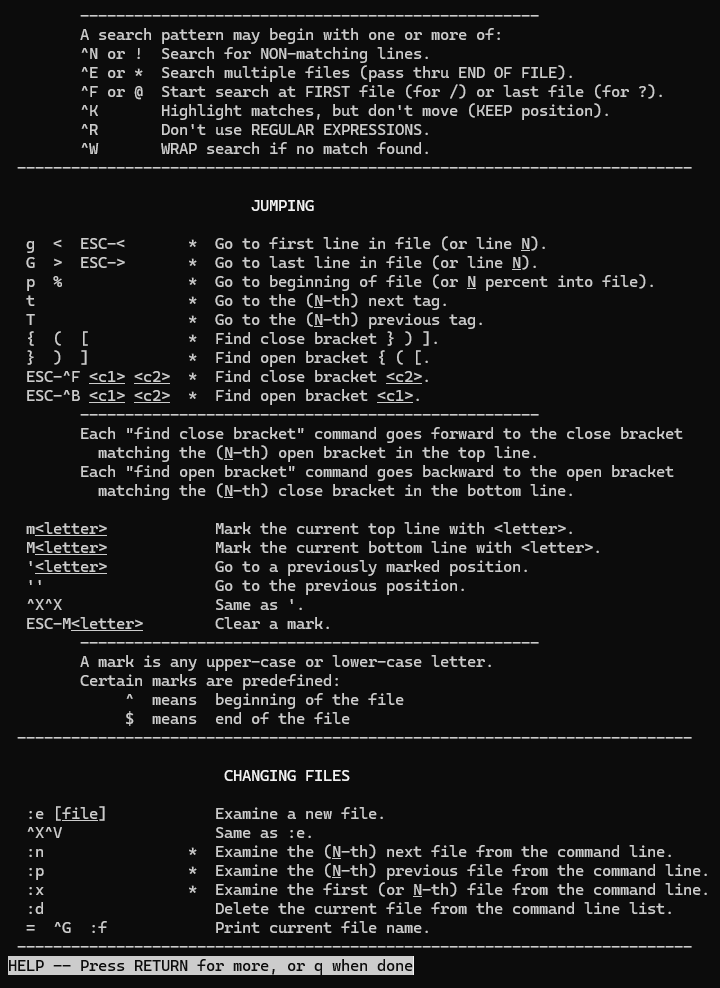 A search pattern may begin with one or more of:
^N or !  Search for NON-matching lines.
^E or *  Search multiple files (pass thru END OF FILE).
^F or @  Start search at FIRST file (for /) or last file (for ?).
^K       Highlight matches, but don't move (KEEP position).
^R       Don't use REGULAR EXPRESSIONS.
^W       WRAP search if no match found.
JUMPING
g  <  ESC-<       *  Go to first line in file (or line N).
G  >  ESC->       *  Go to last line in file (or line N).
p  %              *  Go to beginning of file (or N percent into file).
t                 *  Go to the (N-th) next tag.
T                 *  Go to the (N-th) previous tag.
{  (  [           *  Find close bracket } ) ].
}  )  ]           *  Find open bracket { ( [.
ESC-^F <c1> <c2>  *  Find close bracket <c2>.
ESC-^B <c1> <c2>  *  Find open bracket <c1>.
Each "find close bracket" command goes forward to the close bracket
matching the (N-th) open bracket in the top line.
Each "find open bracket" command goes backward to the open bracket
matching the (N-th) close bracket in the bottom line.
m<letter>            Mark the current top line with <letter>.
M<letter>            Mark the current bottom line with <letter>.
'<letter>            Go to a previously marked position.
''                   Go to the previous position.
^X^X                 Same as '.
ESC-M<letter>        Clear a mark.
A mark is any upper-case or lower-case letter.
Certain marks are predefined:
^  means  beginning of the file
$  means  end of the file
CHANGING FILES
:e [file]            Examine a new file.
^X^V                 Same as :e.
:n                *  Examine the (N-th) next file from the command line.
:p                *  Examine the (N-th) previous file from the command line.
:x                *  Examine the first (or N-th) file from the command line.
:d                   Delete the current file from the command line list.
=  ^G  :f            Print current file name.
HELP -- Press RETURN for more, or q when done